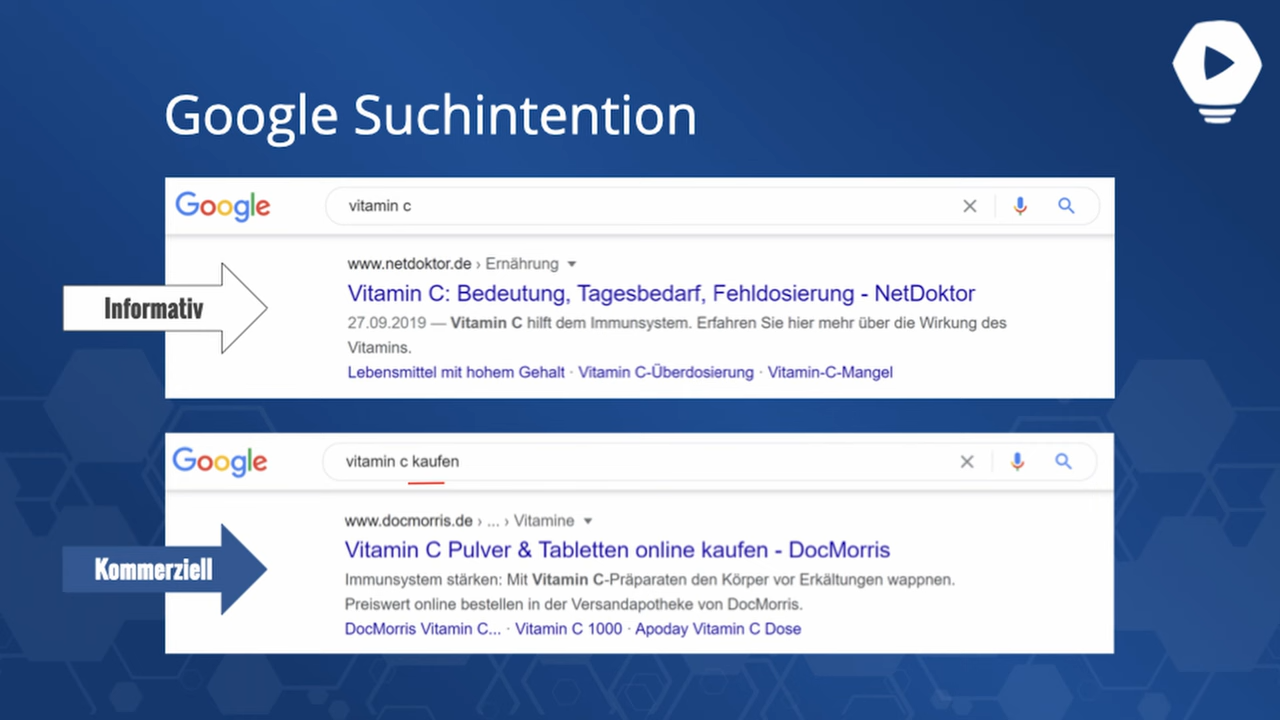 Google Suchintention
Google
vitamin c
www.netdoktor.de › Ernährung
Vitamin C: Bedeutung, Tagesbedarf, Fehldosierung - NetDoktor
Informativ
27.09.2019 — Vitamin C hilft dem Immunsystem. Erfahren Sie hier mehr über die Wirkung des
Vitamins.
Lebensmittel mit hohem Gehalt · Vitamin C-Überdosierung · Vitamin-C-Mangel
Google
vitamin c kaufen
www.docmorris.de › ... › Vitamine
Vitamin C Pulver & Tabletten online kaufen - DocMorris
Kommerziell
Immunsystem stärken: Mit Vitamin C-Präparaten den Körper vor Erkältungen wappnen.
Preiswert online bestellen in der Versandapotheke von DocMorris.
DocMorris Vitamin C... · Vitamin C 1000 · Apoday Vitamin C Dose